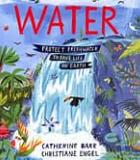 WATER
PROTECT FRESHWATER
TO SAVE LIFE
ON EARTH
CATHERINE BARR
CHRISTIANE ENGEL